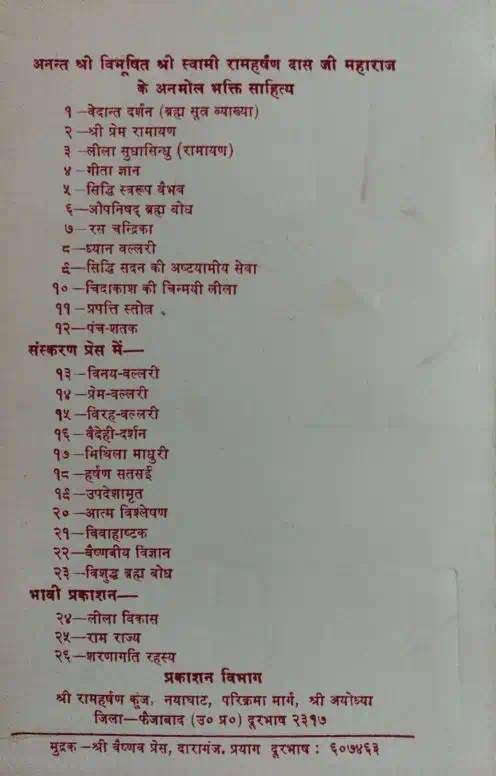 अनन्त श्री विभूषित श्री स्वामी रामहर्षण दास जी महाराज
के अनमोल भक्ति साहित्य
१ –वेदान्त दर्शन (ब्रह्म सूत्र व्याख्या)
२ –श्री प्रेम रामायण
३ –लीला सुधासिन्धु (रामायण)
४ –गीता ज्ञान
५ –सिद्धि स्वरूप वैभव
६–औपनिषद् ब्रह्म बोध
७–रस चन्द्रिका
८–ध्यान वल्लरी
९–सिद्धि सदन की अष्टयामीय सेवा
१०–चिदाकाश की चिन्मयी लीला
११–प्रपत्ति स्तोत्र
१२–पंच-शतक
संस्करण प्रेस में—
१३–विनय-वल्लरी
१४–प्रेम-वल्लरी
१५–विरह-वल्लरी
१६–वैदेही-दर्शन
१७–मिथिला माधुरी
१८–हर्षण सतसई
१९–उपदेशामृत
२०–आत्म विश्लेषण
२१–विवाहाष्टक
२२–वैष्णवीय विज्ञान
२३–विशुद्ध ब्रह्म बोध
भावी प्रकाशन—
२४–लीला विकास
२५–राम राज्य
२६–शरणागति रहस्य
प्रकाशन विभाग
श्री रामहर्षण कुंज, नयाघाट, परिक्रमा मार्ग, श्री अयोध्या
जिला–फैजाबाद (उ० प्र०) दूरभाष २३१७
मुद्रक –श्री वैष्णव प्रेस, दारागंज, प्रयाग दूरभाष : ६०७४६३